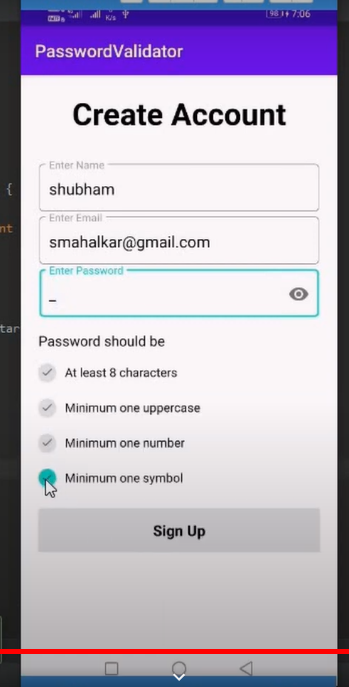 7:06
PasswordValidator
Create Account
Enter Name
shubham
Enter Email
smahalkar@gmail.com
Enter Password
_
Password should be
At least 8 characters
Minimum one uppercase
Minimum one number
Minimum one symbol
Sign Up
{
nt
tar